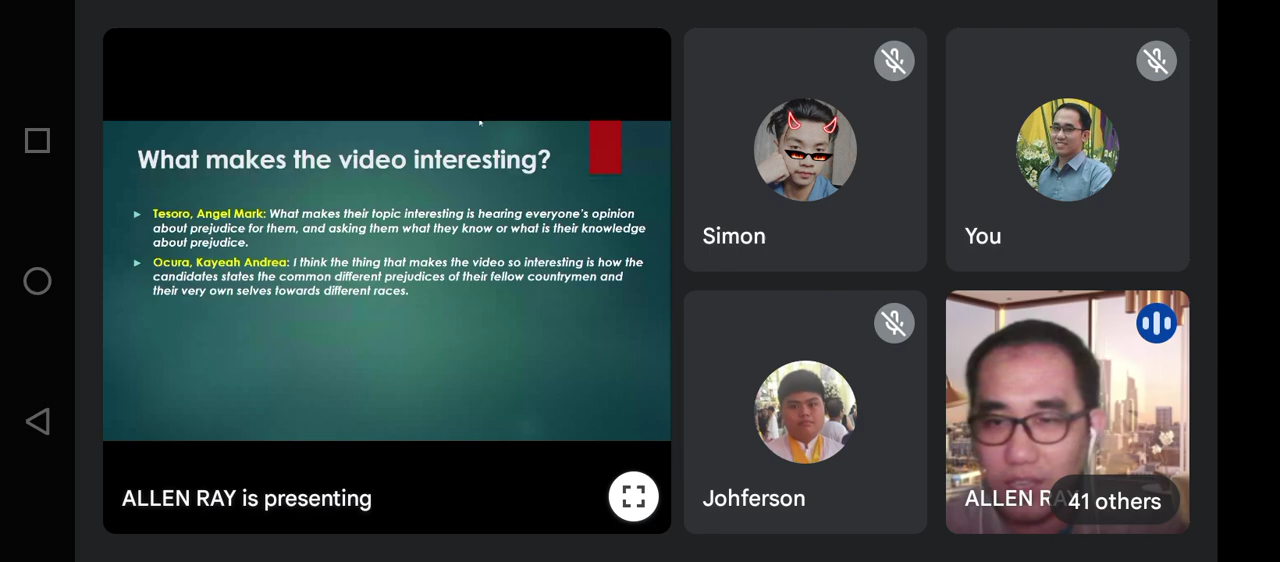 What makes the video interesting?
Tesoro, Angel Mark: What makes their topic interesting is hearing everyone's opinion
about prejudice for them, and asking them what they know or what is their knowledge
about prejudice.
Ocura, Kayeah Andrea: I think the thing that makes the video so interesting is how the
candidates states the common different prejudices of their fellow countrymen and
their very own selves towards different races.
ALLEN RAY is presenting
Simon
You
Johferson
ALLEN RAY
41 others